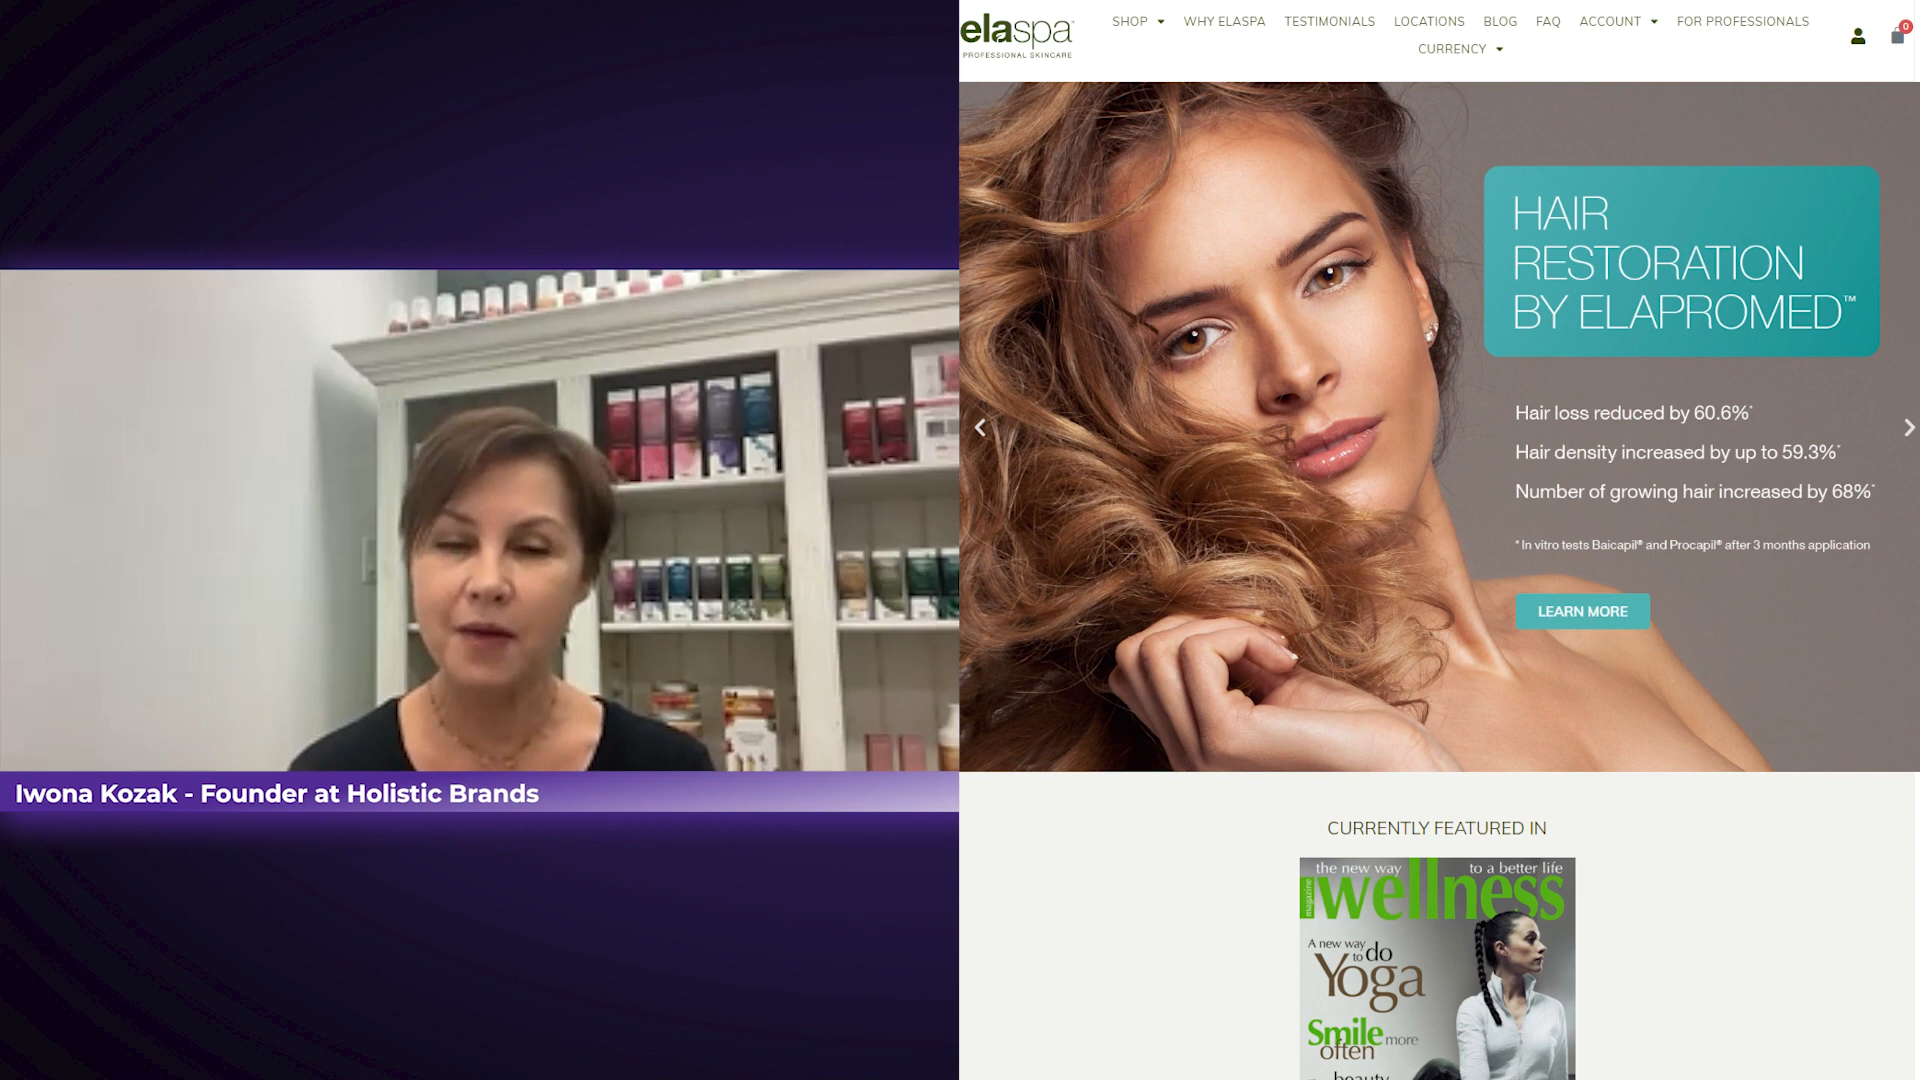 Iwona Kozak - Founder at Holistic Brands
elaspa
PROFESSIONAL SKINCARE
SHOP
WHY ELASPA
TESTIMONIALS
LOCATIONS
BLOG
FAQ
ACCOUNT
FOR PROFESSIONALS
CURRENCY
0
HAIR
RESTORATION
BY ELAPROMED™
Hair loss reduced by 60.6%*
Hair density increased by up to 59.3%*
Number of growing hair increased by 68%*
* In vitro tests Baicapil® and Procapil® after 3 months application
LEARN MORE
CURRENTLY FEATURED IN
the new way to a better life
magazine
wellness
A new way
to do
Yoga
Smile more
often
beauty